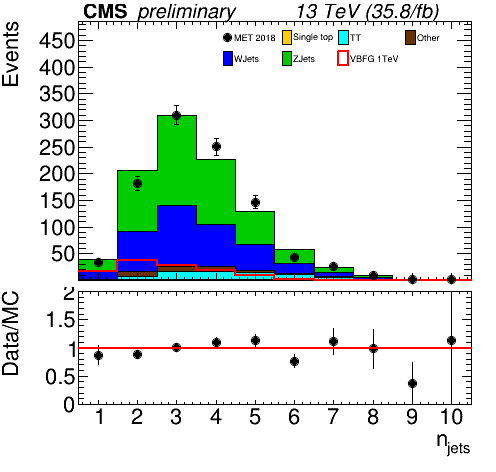 CMS preliminary 13 TeV (35.8/fb)
Events
450
400
350
300
250
200
150
100
50
MET 2018 Single top TT Other
WJets ZJets VBFG 1TeV
Data/MC
2
1.5
1
0.5
0
1 2 3 4 5 6 7 8 9 10
n_jets